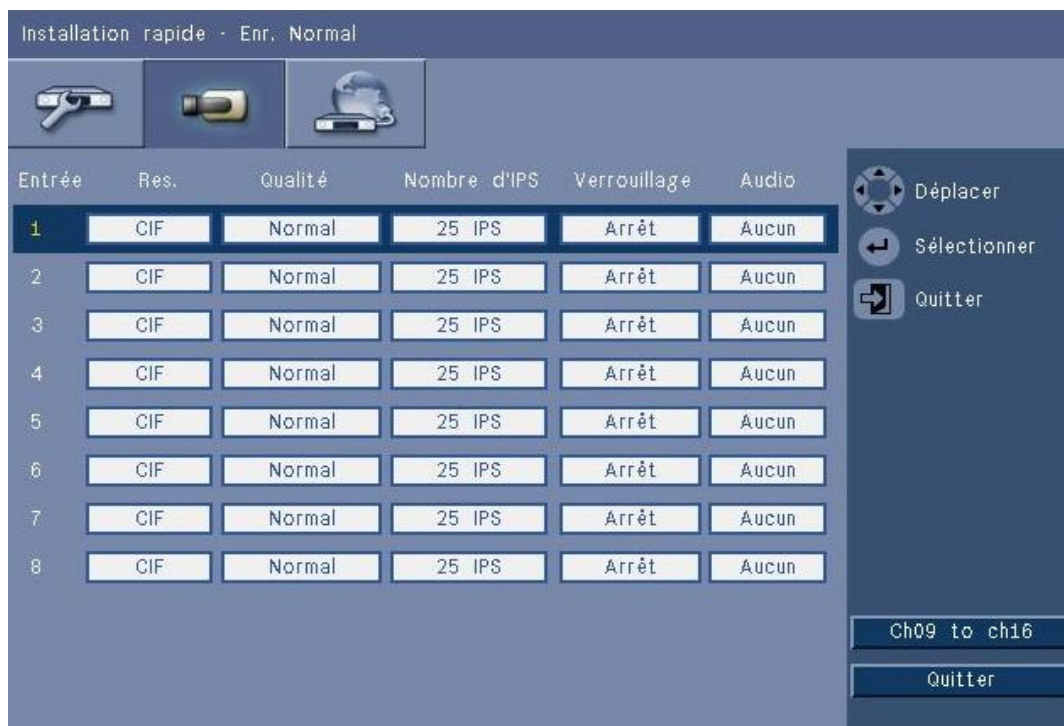 Installation rapide - Enr. Normal
Entrée Res. Qualité Nombre d'IPS Verrouillage Audio
1 CIF Normal 25 IPS Arrêt Aucun
2 CIF Normal 25 IPS Arrêt Aucun
3 CIF Normal 25 IPS Arrêt Aucun
4 CIF Normal 25 IPS Arrêt Aucun
5 CIF Normal 25 IPS Arrêt Aucun
6 CIF Normal 25 IPS Arrêt Aucun
7 CIF Normal 25 IPS Arrêt Aucun
8 CIF Normal 25 IPS Arrêt Aucun
Déplacer
Sélectionner
Quitter
Ch09 to ch16
Quitter